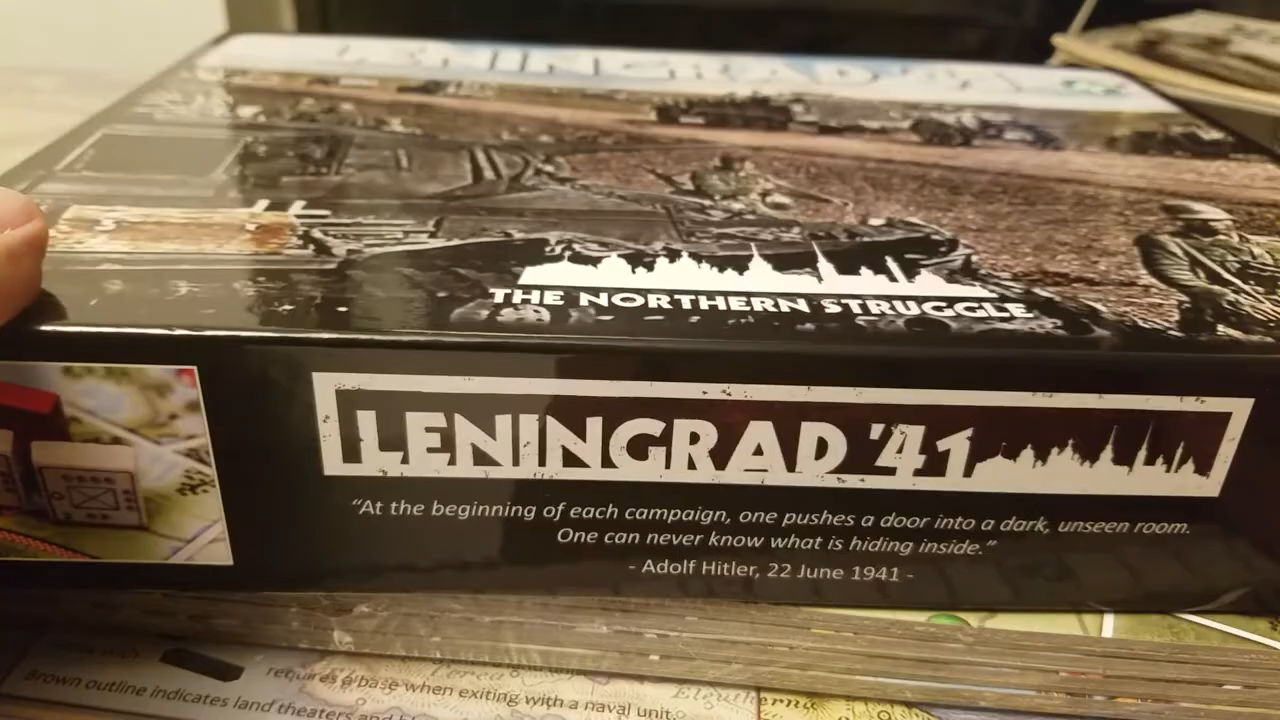 LENINGRAD '41
THE NORTHERN STRUGGLE
LENINGRAD '41
“At the beginning of each campaign, one pushes a door into a dark, unseen room.
One can never know what is hiding inside.”
- Adolf Hitler, 22 June 1941 -
requires a base when exiting with a naval unit.
Brown outline indicates land theaters and